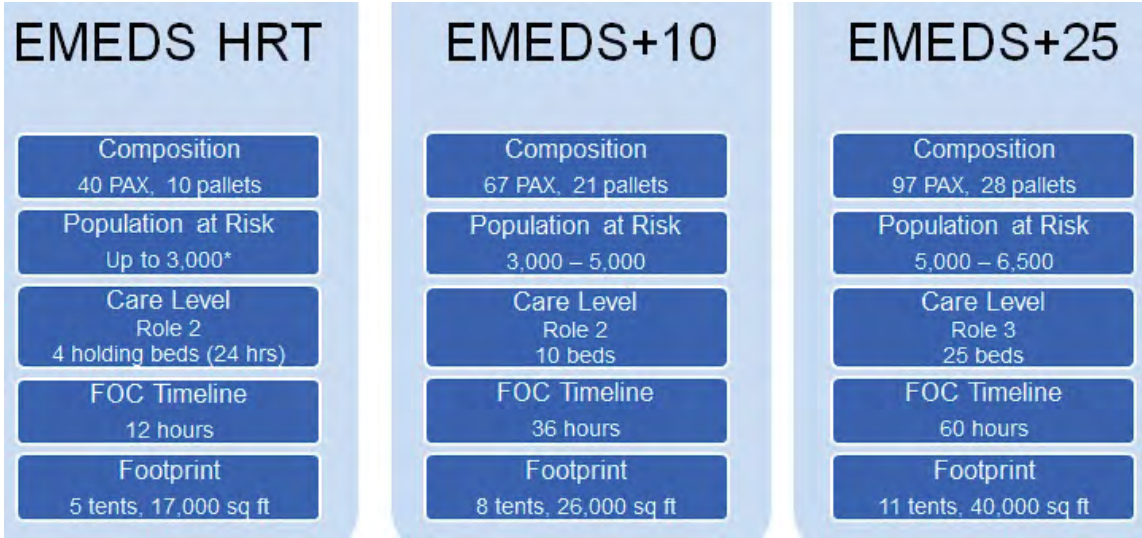 EMEDS HRT
Composition
40 PAX, 10 pallets
Population at Risk
Up to 3,000*
Care Level
Role 2
4 holding beds (24 hrs)
FOC Timeline
12 hours
Footprint
5 tents, 17,000 sq ft
EMEDS+10
Composition
67 PAX, 21 pallets
Population at Risk
3,000 – 5,000
Care Level
Role 2
10 beds
FOC Timeline
36 hours
Footprint
8 tents, 26,000 sq ft
EMEDS+25
Composition
97 PAX, 28 pallets
Population at Risk
5,000 – 6,500
Care Level
Role 3
25 beds
FOC Timeline
60 hours
Footprint
11 tents, 40,000 sq ft